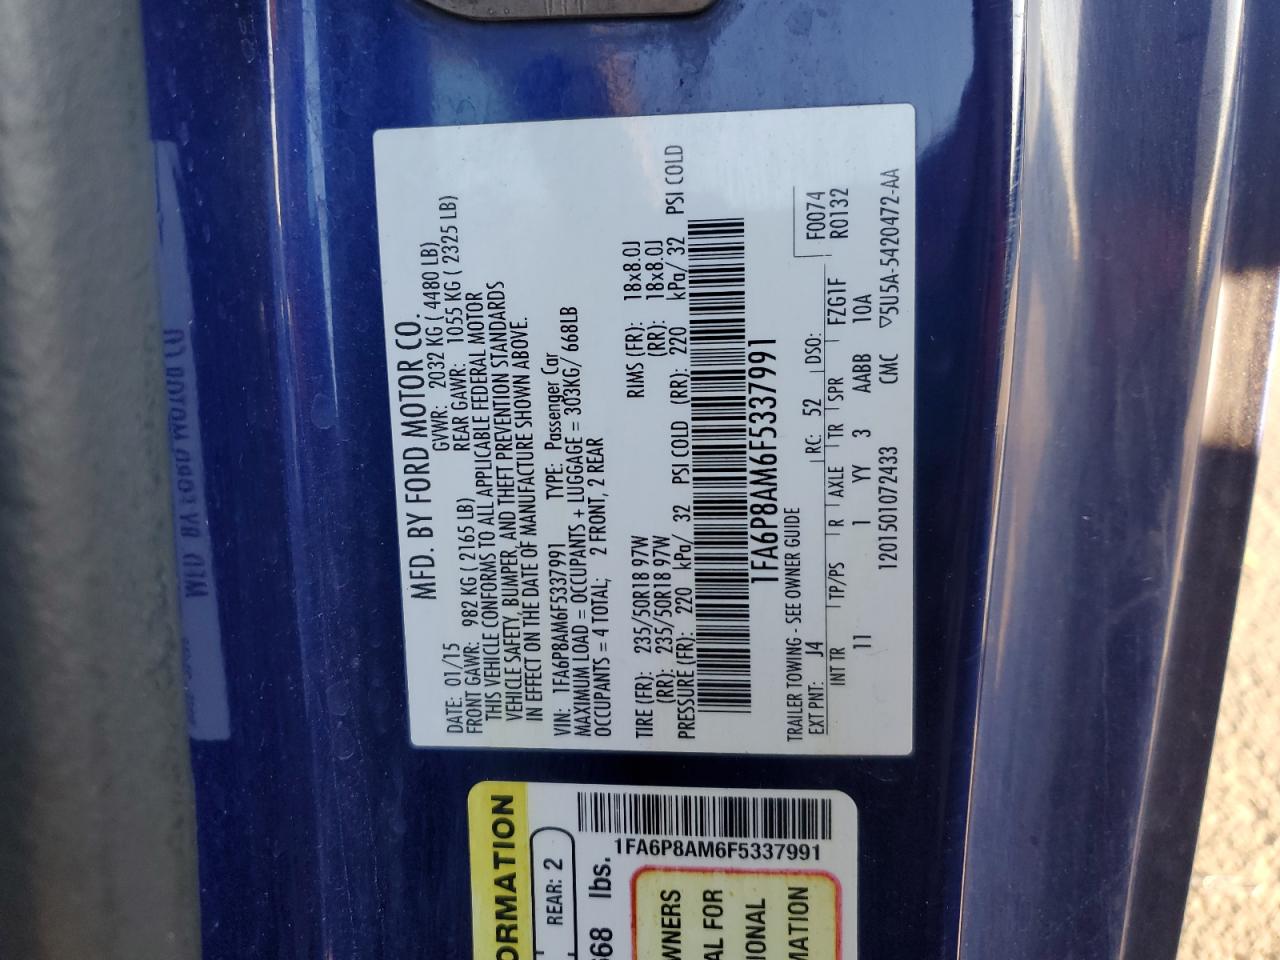 MFD. BY FORD MOTOR CO.
DATE: 01/15 GVWR: 2032 KG ( 4480 LB)
FRONT GAWR: 982 KG ( 2165 LB) REAR GAWR: 1055 KG ( 2325 LB)
THIS VEHICLE CONFORMS TO ALL APPLICABLE FEDERAL MOTOR
VEHICLE SAFETY, BUMPER, AND THEFT PREVENTION STANDARDS
IN EFFECT ON THE DATE OF MANUFACTURE SHOWN ABOVE.
VIN: 1FA6P8AM6F5337991 TYPE: Passenger Car
MAXIMUM LOAD = OCCUPANTS + LUGGAGE = 303KG/ 668LB
OCCUPANTS = 4 TOTAL; 2 FRONT, 2 REAR
TIRE (FR): 235/50R18 97W RIMS (FR): 18x8.0J
(RR): 235/50R18 97W (RR): 18x8.0J
PRESSURE (FR): 220 kPa/ 32 PSI COLD (RR): 220 kPa/ 32 PSI COLD
1FA6P8AM6F5337991
TRAILER TOWING - SEE OWNER GUIDE F0074
EXT PNT: J4 RC: 52 DSO: R0132
INT TR TP/PS R AXLE TR SPR FZG1F
11 1 YY 3 AABB 10A
1201501072433 CMC ▽5U5A-5420472-AA
ORMATION
REAR: 2
668 lbs.
1FA6P8AM6F5337991
WNERS
AL FOR
IONAL
MATION